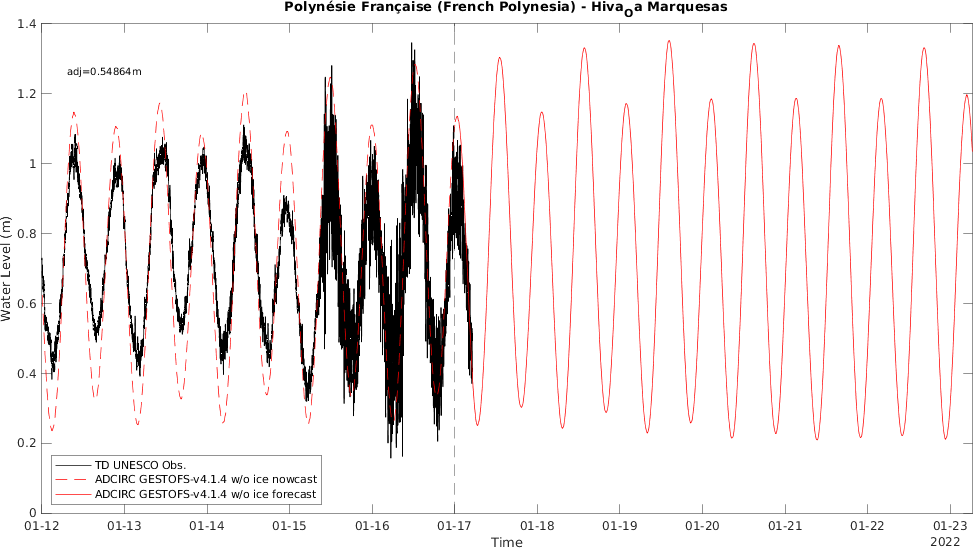 Polynésie Française (French Polynesia) - Hiva_Oa Marquesas
1.4
adj=0.54864m
1.2
1
0.8
Water Level (m)
0.6
0.4
0.2
TD UNESCO Obs.
ADCIRC GESTOFS-v4.1.4 w/o ice nowcast
ADCIRC GESTOFS-v4.1.4 w/o ice forecast
0
01-12 01-13 01-14 01-15 01-16 01-17 01-18 01-19 01-20 01-21 01-22 01-23
Time
2022